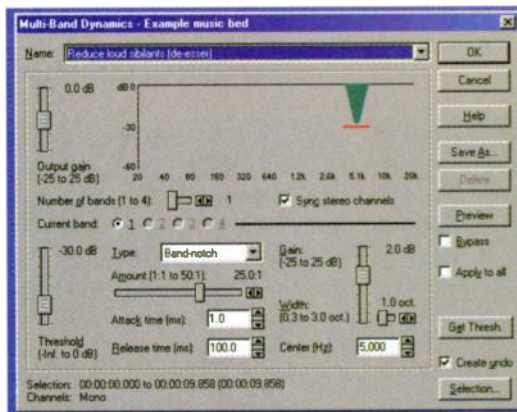 Multi-Band Dynamics - Example music bed
Name: Reduce loud sibilants (de-esser)
OK
Cancel
Help
Save As...
Delete
Preview
Bypass
Apply to all
Get Thresh.
Create undo
Selection...
0.0 dB
Output gain
(-25 to 25 dB)
dB 0
-30
-60
20 40 80 160 320 640 1.2k 2.6k 5.1k 10k 20k
Number of bands (1 to 4): 1
Sync stereo channels
Current band: 1 2 3 4
-30.0 dB
Threshold
(-Inf. to 0 dB)
Type: Band-notch
Amount (1:1 to 50:1): 25.0:1
Attack time (ms): 1.0
Release time (ms): 100.0
Gain: 2.0 dB
(-25 to 25 dB)
Width: 1.0 oct.
(0.3 to 3.0 oct.)
Center (Hz): 5,000
Selection: 00:00:00.000 to 00:00:09.858 (00:00:09.858)
Channels: Mono